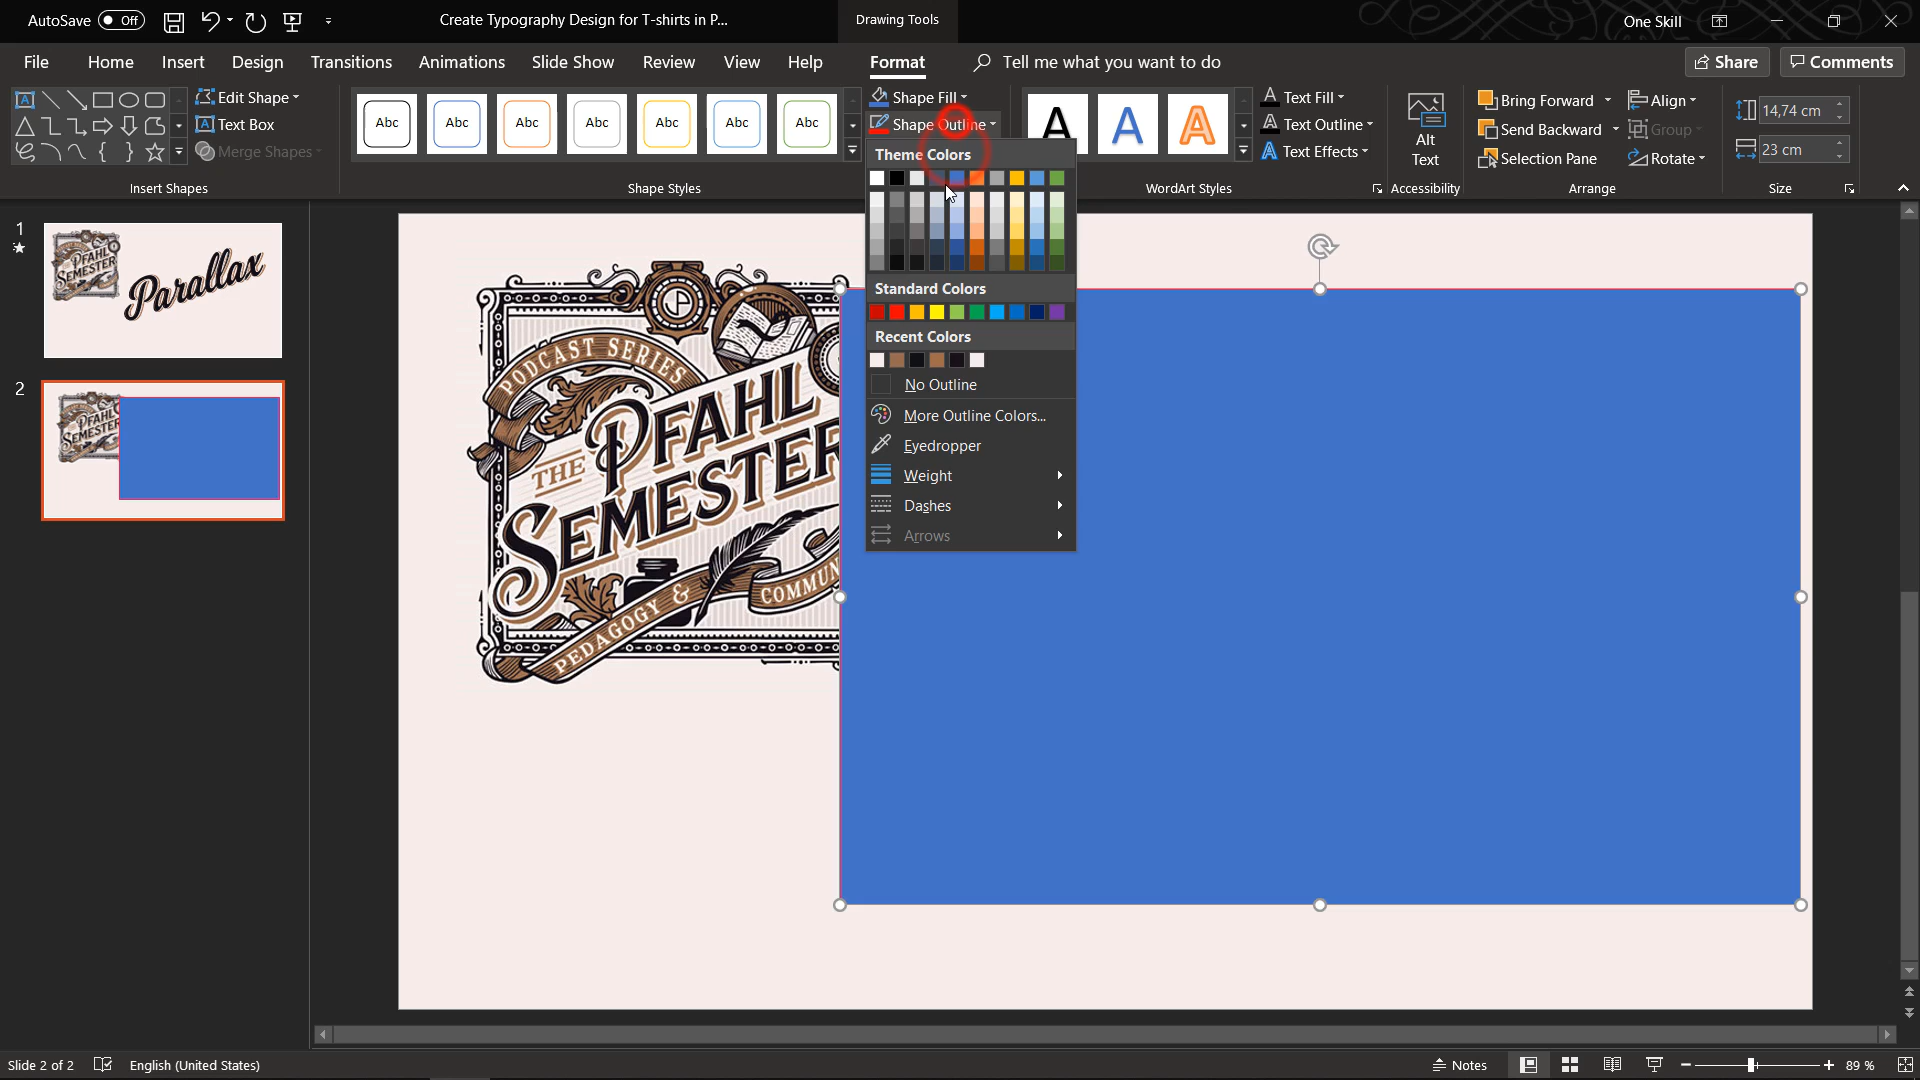 AutoSave Off
Create Typography Design for T-shirts in P...
Drawing Tools
One Skill
File Home Insert Design Transitions Animations Slide Show Review View Help Format Tell me what you want to do Share Comments
Edit Shape
Text Box
Merge Shapes
Insert Shapes
Abc Abc Abc Abc Abc Abc Abc
Shape Styles
Shape Fill
Shape Outline
A A A
WordArt Styles
Text Fill
Text Outline
Text Effects
Alt
Text
Accessibility
Bring Forward
Send Backward
Selection Pane
Align
Group
Rotate
Arrange
14,74 cm
23 cm
Size
Theme Colors
Standard Colors
Recent Colors
No Outline
More Outline Colors...
Eyedropper
Weight
Dashes
Arrows
1
PFAHL
SEMESTER
Parallax
2
PFAHL
SEMESTER
PODCAST SERIES
THE PFAHL
SEMESTER
PEDAGOGY & COMMUN
Slide 2 of 2
English (United States)
Notes
89 %